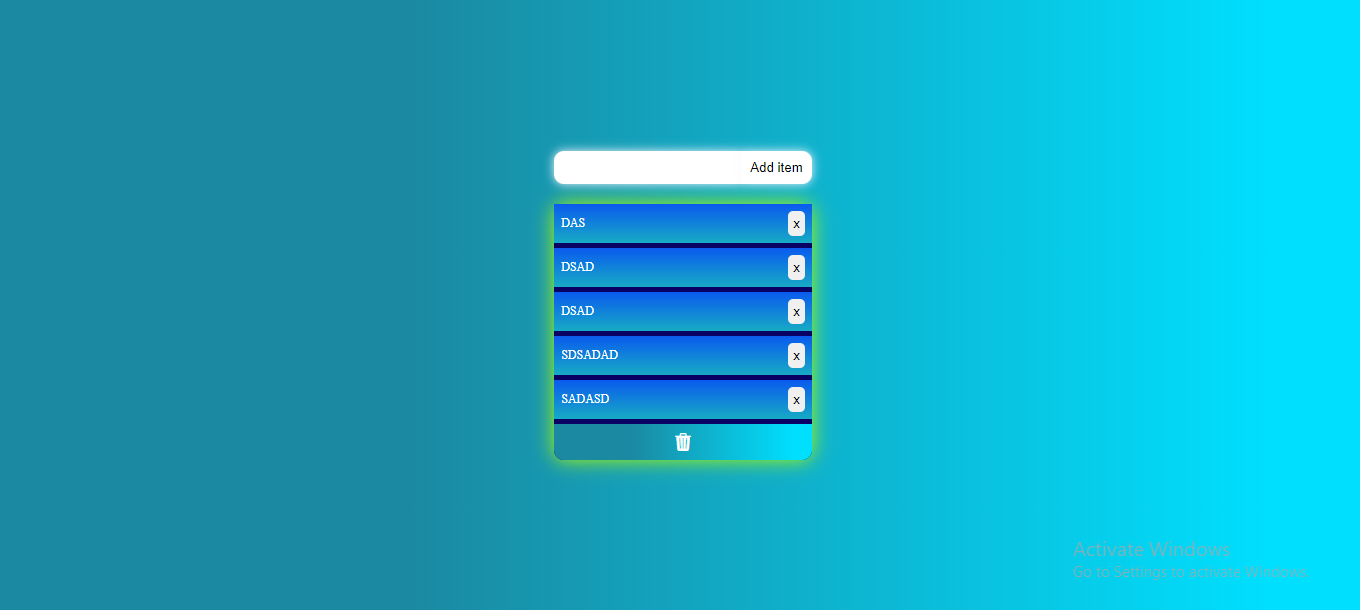 Add item
DAS x
DSAD x
DSAD x
SDSADAD x
SADASD x
Activate Windows
Go to Settings to activate Windows.